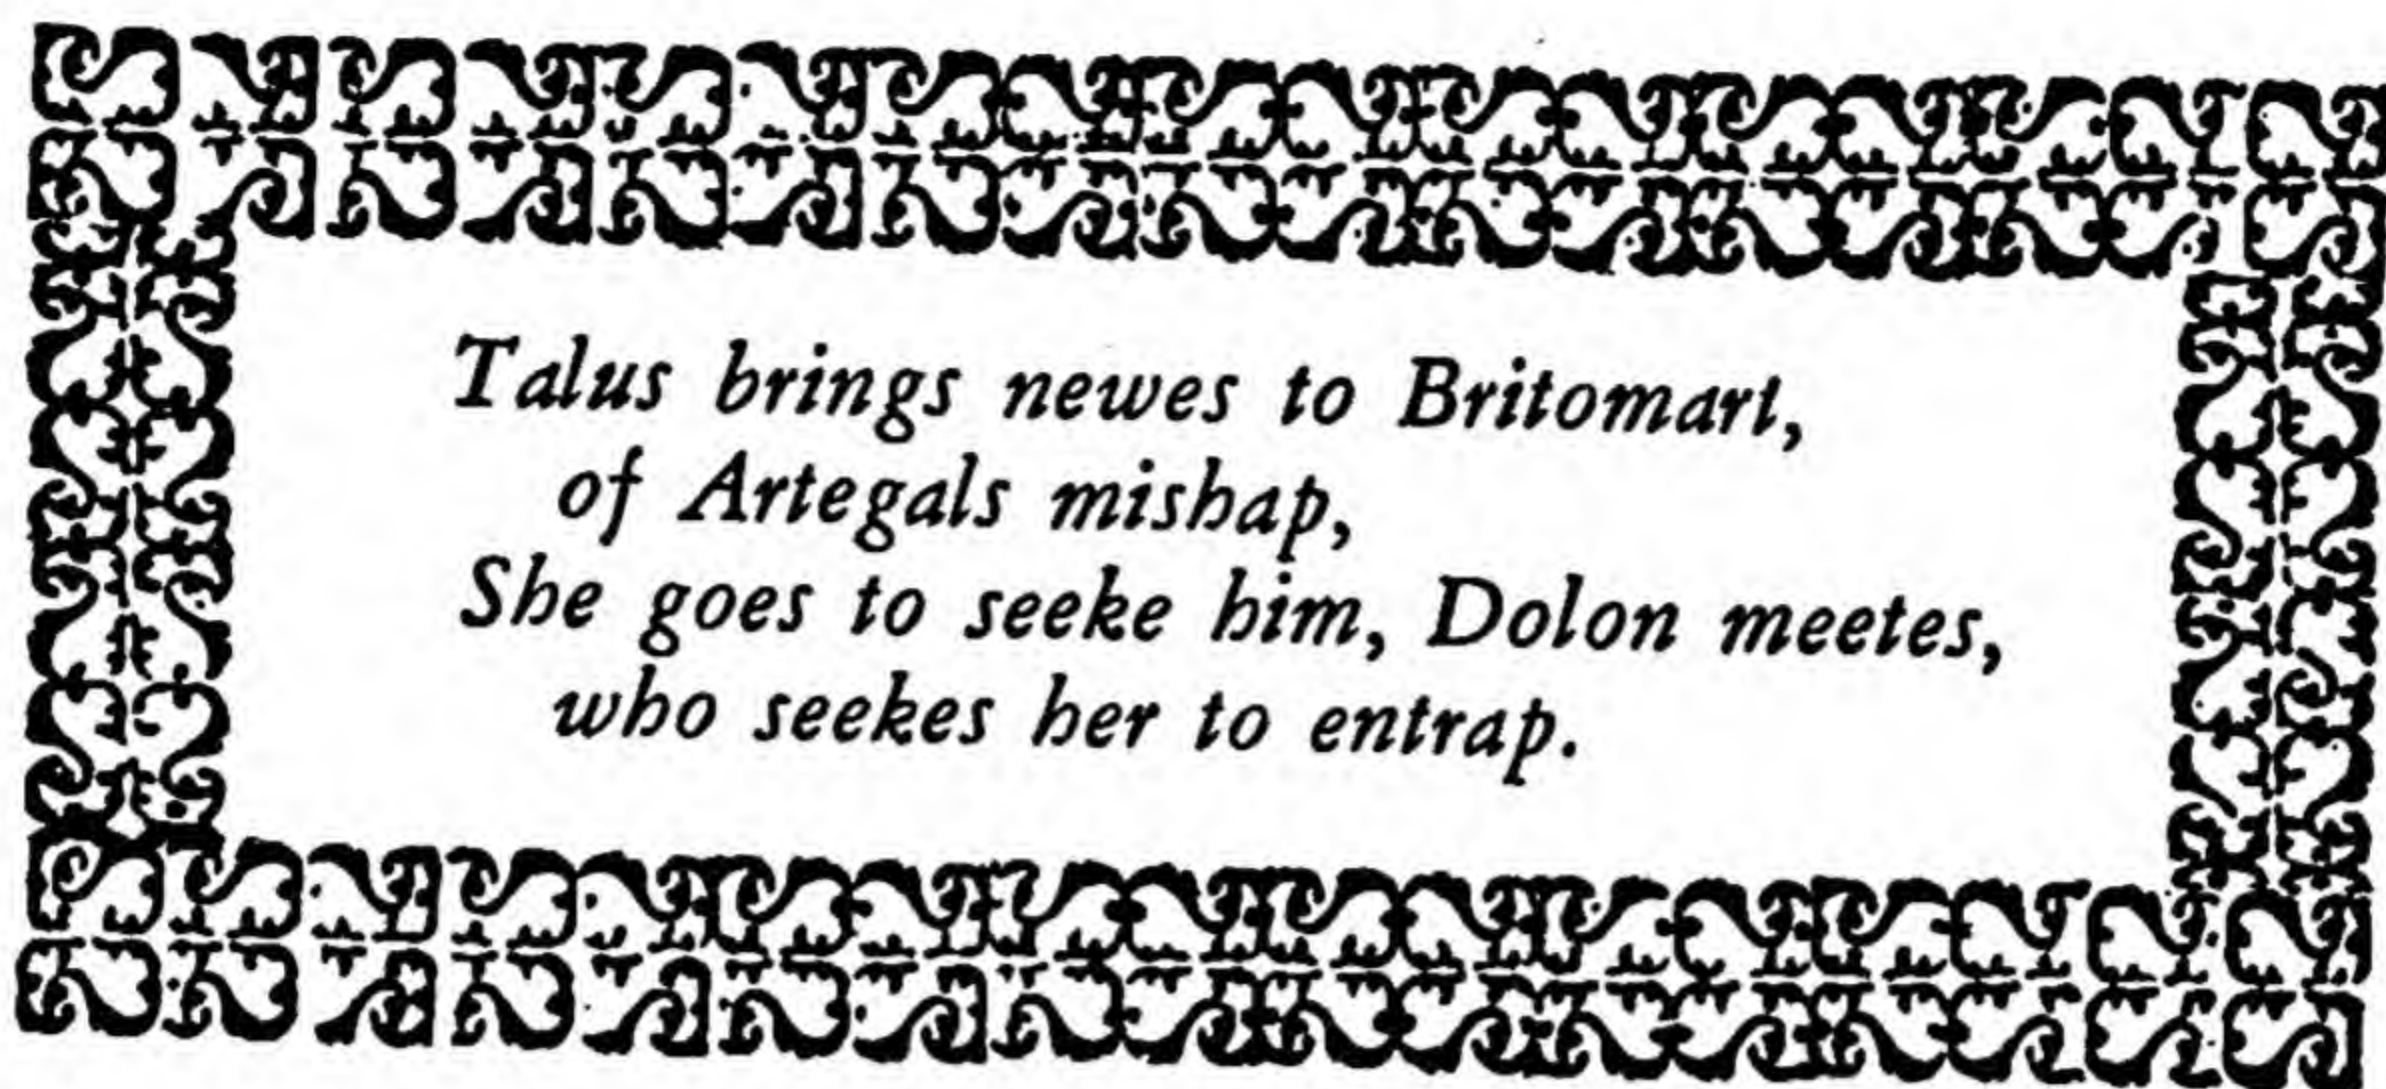 Talus brings newes to Britomart,
of Artegals mishap,
She goes to seeke him, Dolon meetes,
who seekes her to entrap.